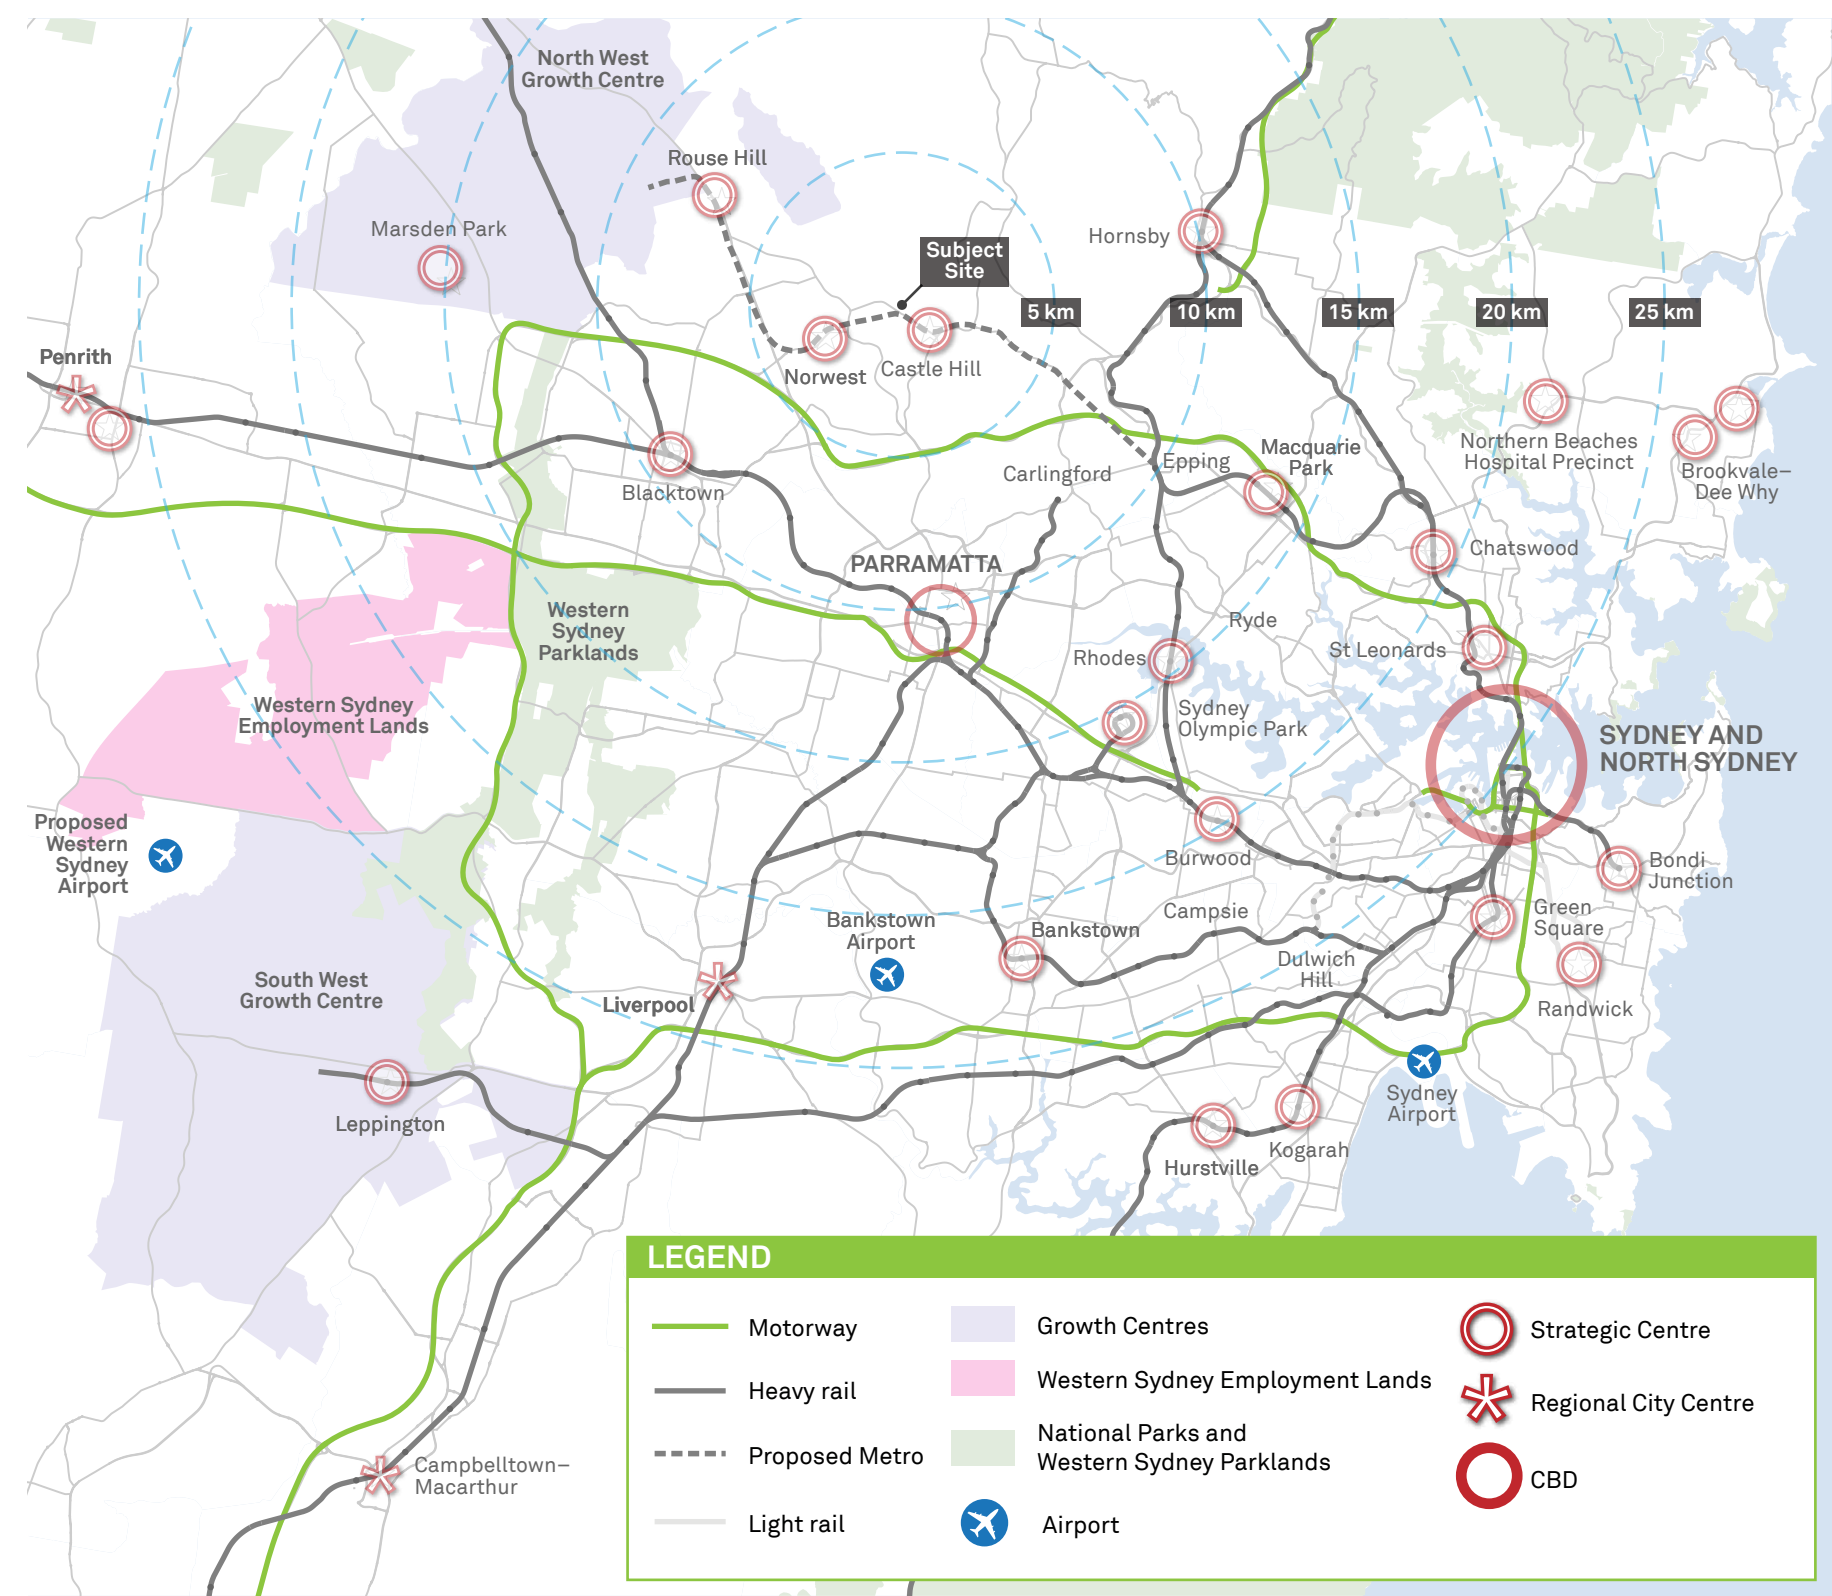 North West
Growth Centre
Rouse Hill
Marsden Park
Hornsby
Subject
Site
5 km
10 km
15 km
20 km
25 km
Penrith
Norwest
Castle Hill
Northern Beaches
Hospital Precinct
Brookvale–
Dee Why
Macquarie
Park
Epping
Carlingford
Blacktown
Chatswood
PARRAMATTA
Western
Sydney
Parklands
Ryde
St Leonards
Rhodes
Western Sydney
Employment Lands
Sydney
Olympic Park
SYDNEY AND
NORTH SYDNEY
Proposed
Western
Sydney
Airport
Burwood
Bondi
Junction
Campsie
Green
Square
Bankstown
Airport
Bankstown
Dulwich
Hill
South West
Growth Centre
Liverpool
Randwick
Leppington
Sydney
Airport
Kogarah
Hurstville
Campbelltown–
Macarthur
LEGEND
Motorway
Heavy rail
Proposed Metro
Light rail
Growth Centres
Western Sydney Employment Lands
National Parks and
Western Sydney Parklands
Airport
Strategic Centre
Regional City Centre
CBD